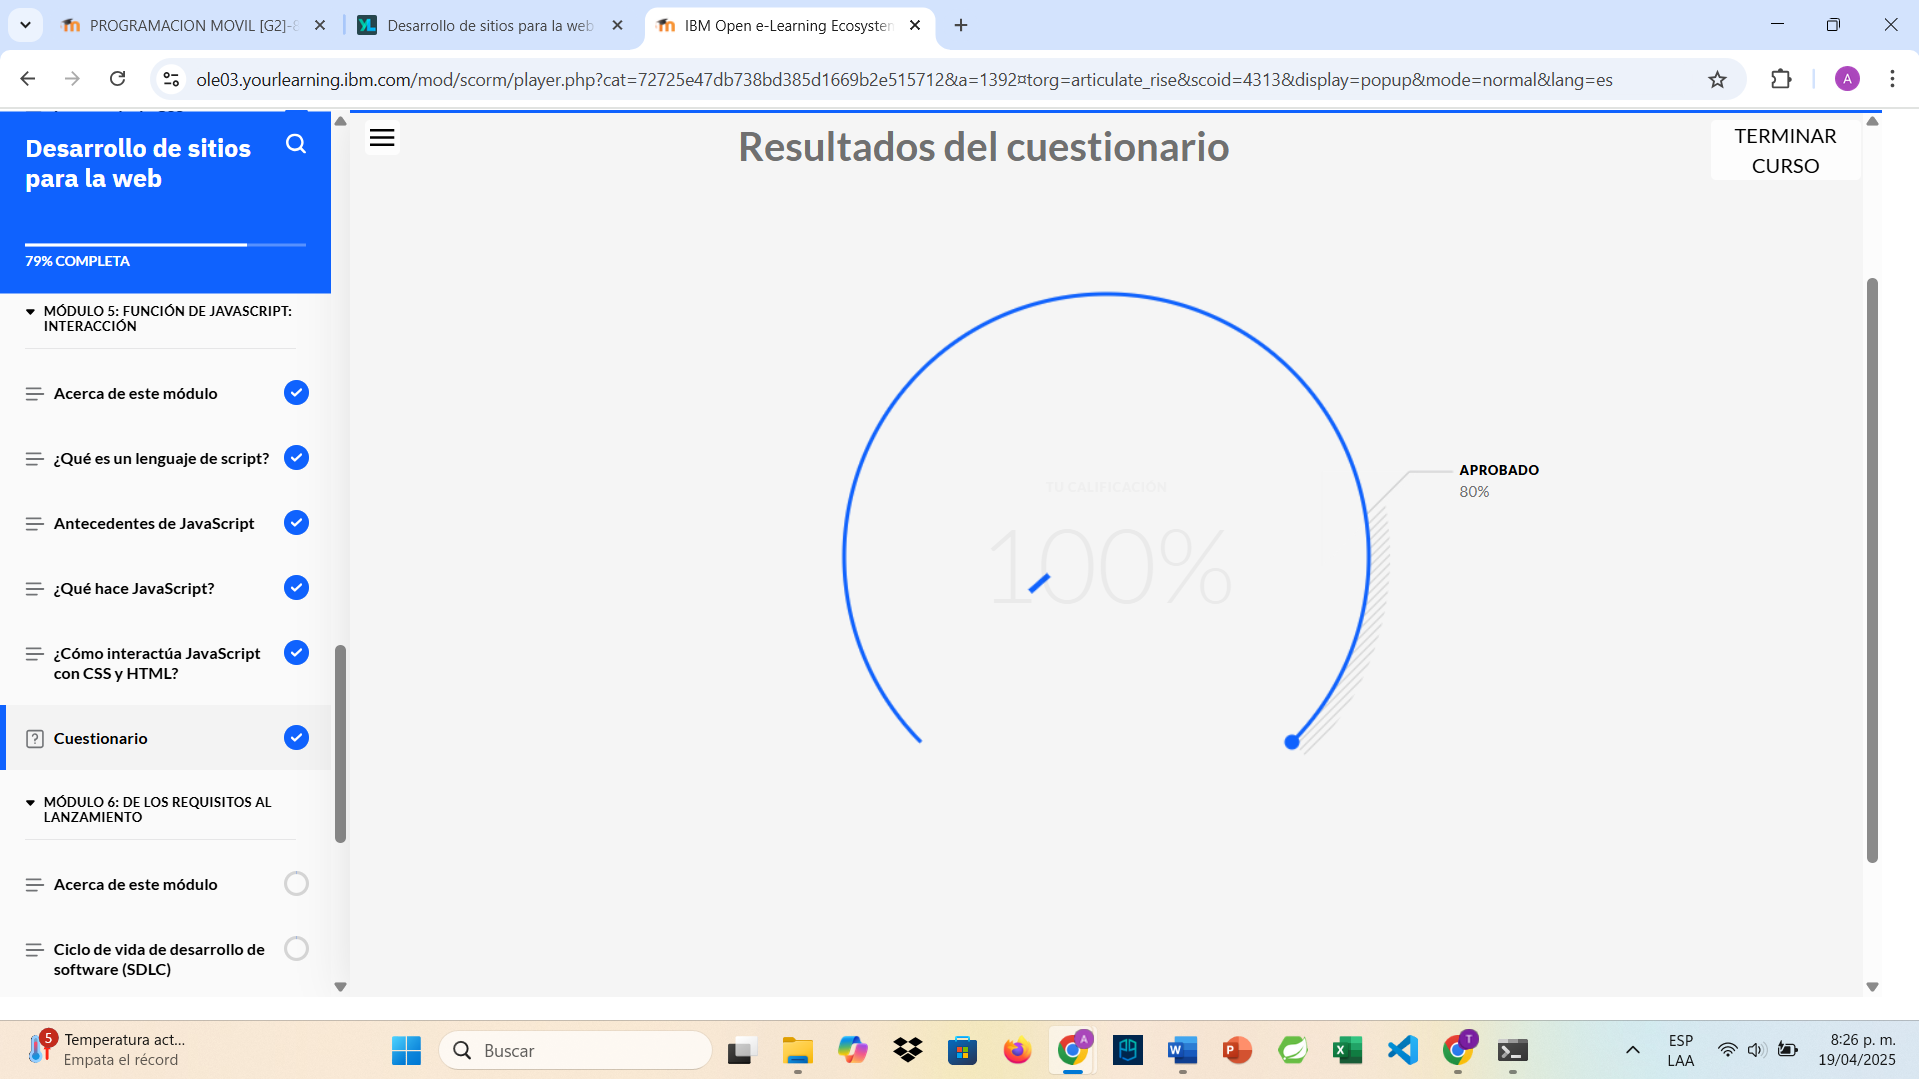 PROGRAMACION MOVIL [G2]-8
Desarrollo de sitios para la web
IBM Open e-Learning Ecosystem
ole03.yourlearning.ibm.com/mod/scorm/player.php?cat=72725e47db738bd385d1669b2e515712&a=1392¤torg=articulate_rise&scoid=4313&display=popup&mode=normal&lang=es
A
Desarrollo de sitios
para la web
79% COMPLETA
MÓDULO 5: FUNCIÓN DE JAVASCRIPT:
INTERACCIÓN
Acerca de este módulo
¿Qué es un lenguaje de script?
Antecedentes de JavaScript
¿Qué hace JavaScript?
¿Cómo interactúa JavaScript
con CSS y HTML?
Cuestionario
MÓDULO 6: DE LOS REQUISITOS AL
LANZAMIENTO
Acerca de este módulo
Ciclo de vida de desarrollo de
software (SDLC)
Resultados del cuestionario
TERMINAR
CURSO
TU CALIFICACIÓN
100%
APROBADO
80%
5
Temperatura act...
Empata el récord
Buscar
A
T
ESP
LAA
8:26 p. m.
19/04/2025